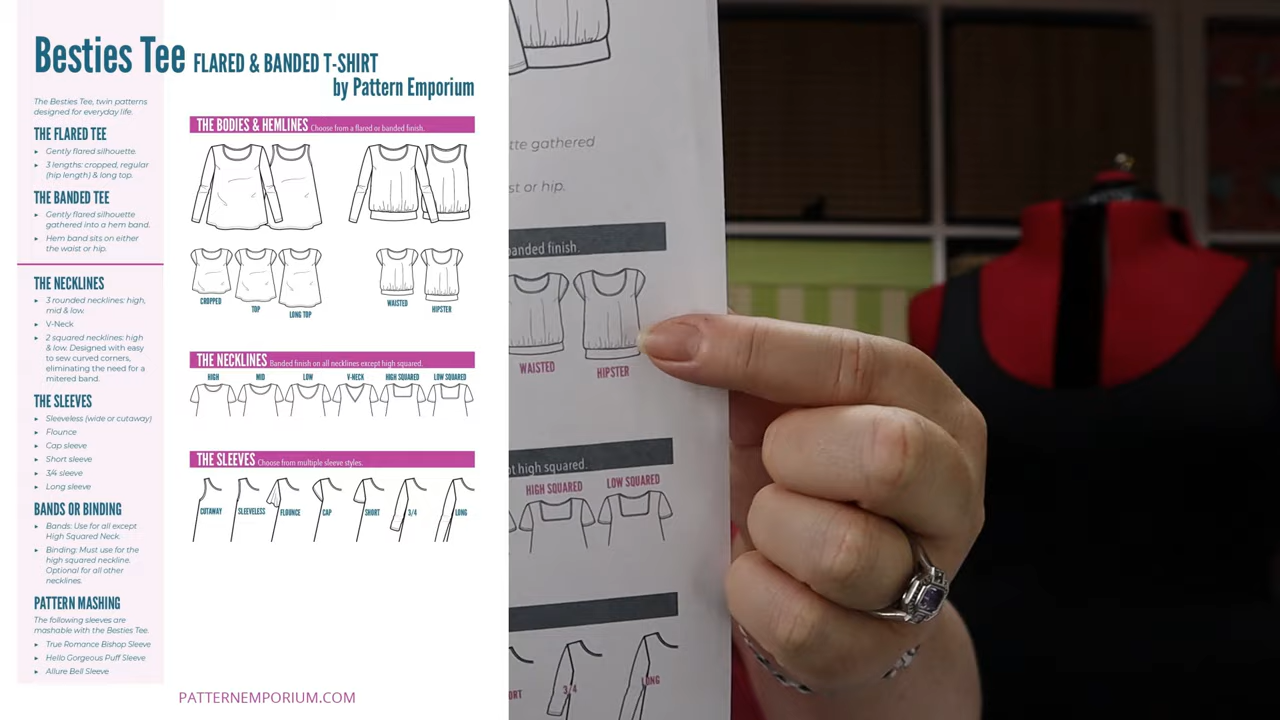 Besties Tee FLARED & BANDED T-SHIRT
by Pattern Emporium
The Besties Tee, twin patterns
designed for everyday life.
THE FLARED TEE
▸ Gently flared silhouette.
▸ 3 lengths: cropped, regular
(hip length) & long top.
THE BANDED TEE
▸ Gently flared silhouette
gathered into a hem band.
▸ Hem band sits on either
the waist or hip.
THE NECKLINES
▸ 3 rounded necklines: high,
mid & low.
▸ V-Neck
▸ 2 squared necklines: high
& low. Designed with easy
to sew curved corners,
eliminating the need for a
mitered band.
THE SLEEVES
▸ Sleeveless (wide or cutaway)
▸ Flounce
▸ Cap sleeve
▸ Short sleeve
▸ 3/4 sleeve
▸ Long sleeve
BANDS OR BINDING
▸ Bands: Use for all except
High Squared Neck.
▸ Binding: Must use for the
high squared neckline.
Optional for all other
necklines.
PATTERN MASHING
The following sleeves are
mashable with the Besties Tee.
▸ True Romance Bishop Sleeve
▸ Hello Gorgeous Puff Sleeve
▸ Allure Bell Sleeve
THE BODIES & HEMLINES Choose from a flared or banded finish.
CROPPED TOP LONG TOP WAISTED HIPSTER
THE NECKLINES Banded finish on all necklines except high squared.
HIGH MID LOW V-NECK HIGH SQUARED LOW SQUARED
THE SLEEVES Choose from multiple sleeve styles.
CUTAWAY SLEEVELESS FLOUNCE CAP SHORT 3/4 LONG
PATTERNEMPORIUM.COM
tte gathered
st or hip.
banded finish.
WAISTED HIPSTER
ot high squared.
HIGH SQUARED LOW SQUARED
ORT 3/4 LONG